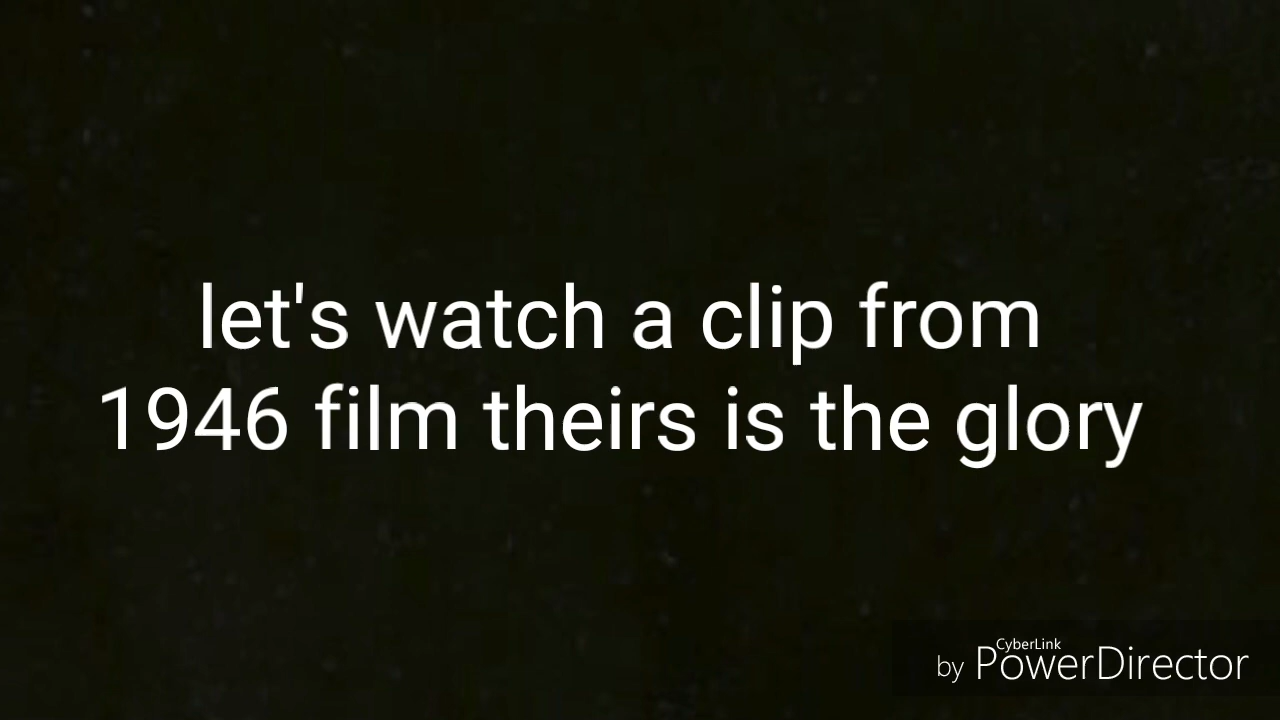 let's watch a clip from
1946 film theirs is the glory
CyberLink
by PowerDirector